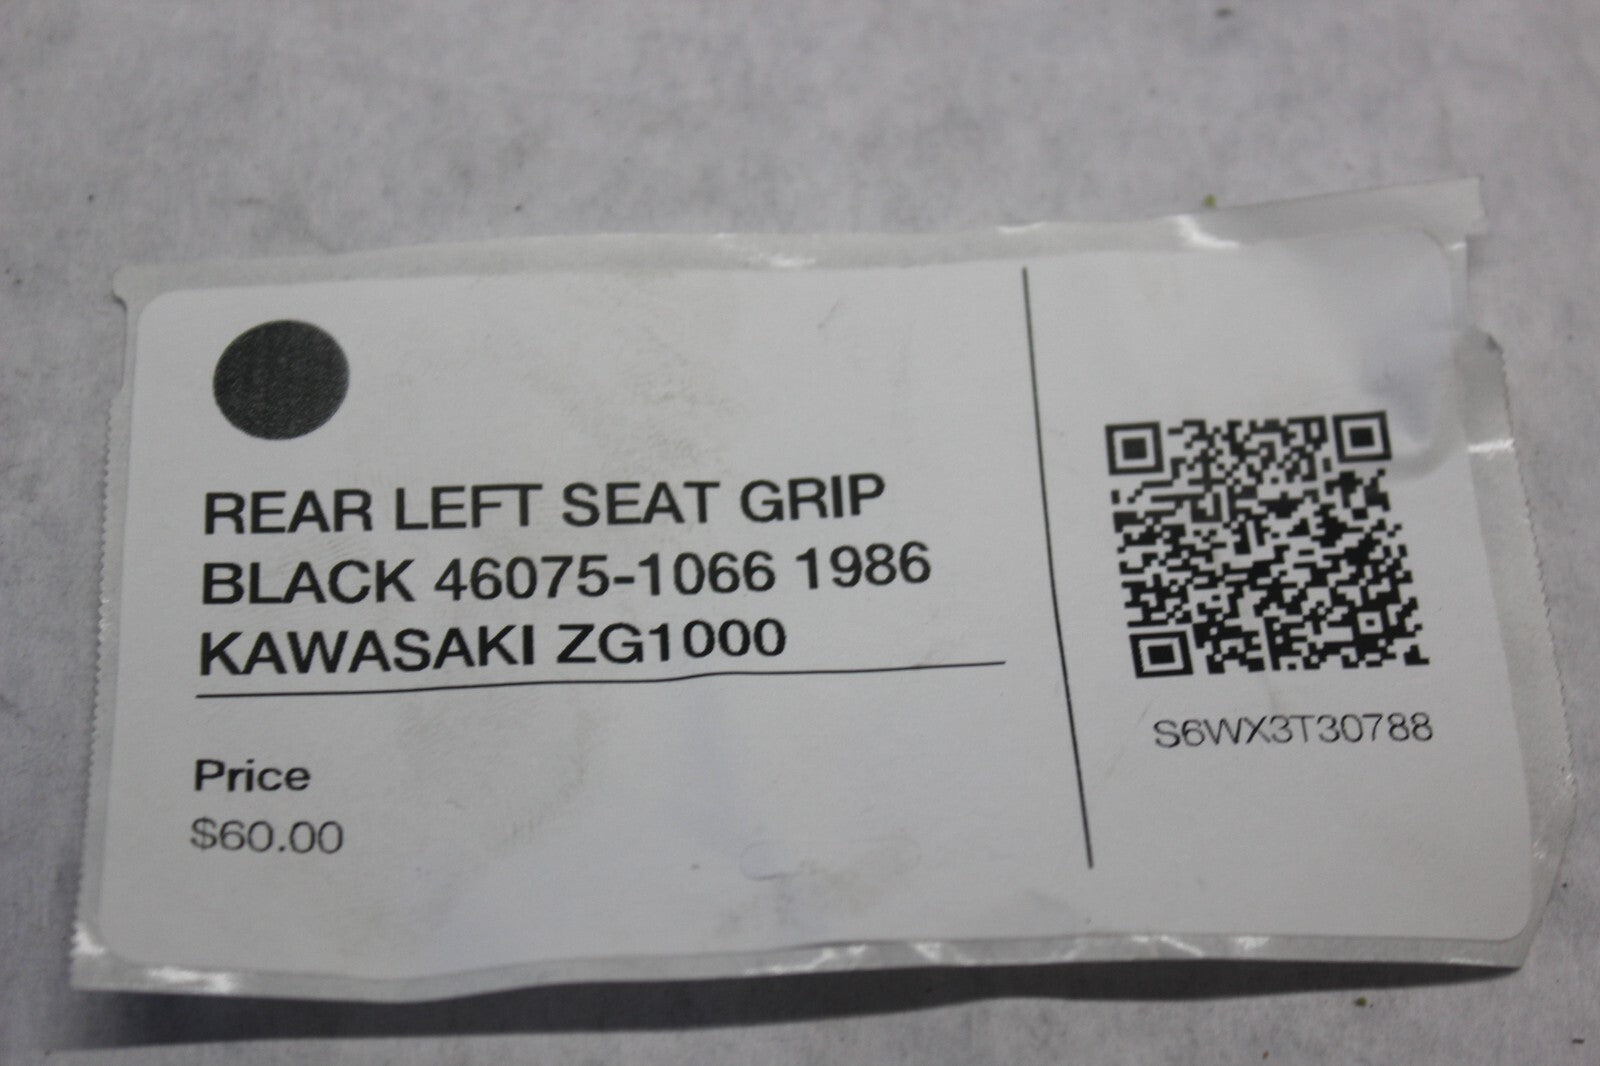 REAR LEFT SEAT GRIP
BLACK 46075-1066 1986
KAWASAKI ZG1000
Price
$60.00
S6WX3T30788